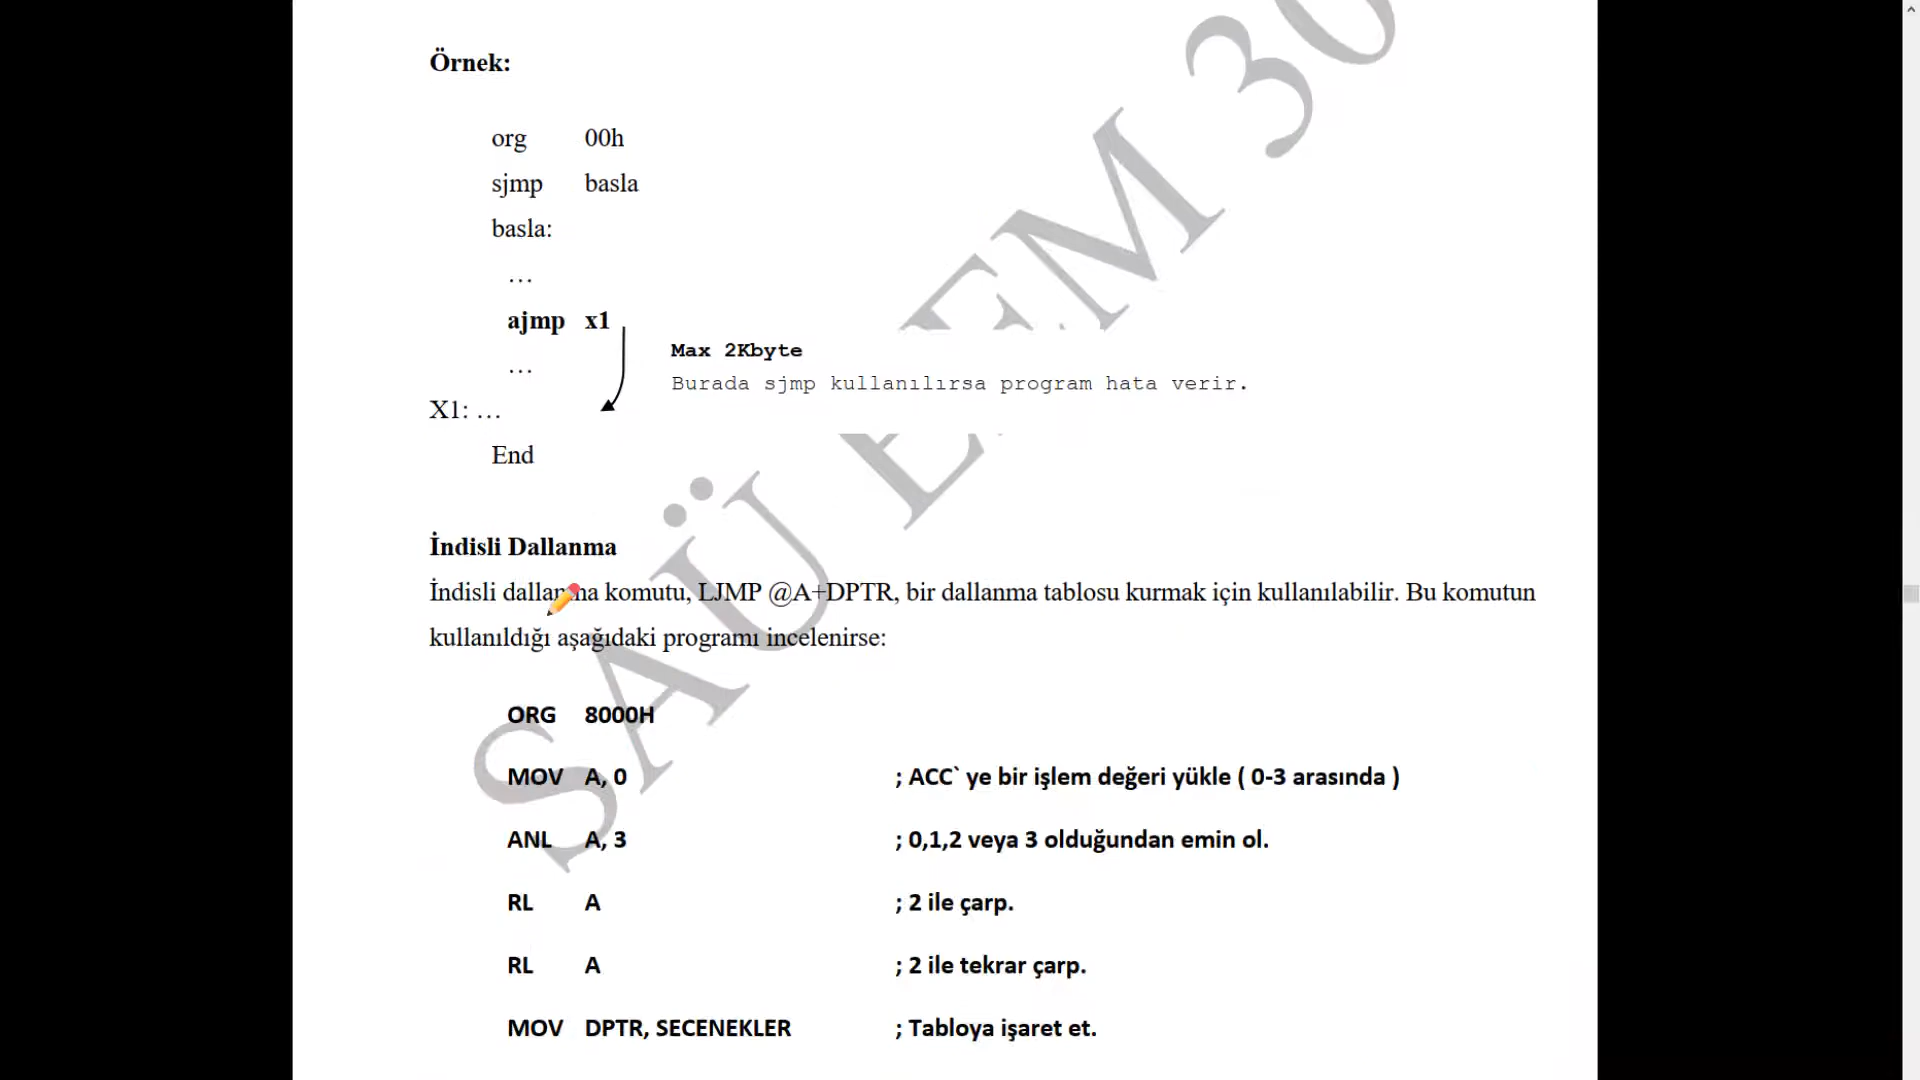 Örnek:
org 00h
sjmp basla
basla:
…
ajmp x1
Max 2Kbyte
…
Burada sjmp kullanılırsa program hata verir.
X1: …
End
İndisli Dallanma
İndisli dallanma komutu, LJMP @A+DPTR, bir dallanma tablosu kurmak için kullanılabilir. Bu komutun
kullanıldığı aşağıdaki programı incelenirse:
ORG 8000H
MOV A, 0 ; ACC` ye bir işlem değeri yükle ( 0-3 arasında )
ANL A, 3 ; 0,1,2 veya 3 olduğundan emin ol.
RL A ; 2 ile çarp.
RL A ; 2 ile tekrar çarp.
MOV DPTR, SECENEKLER ; Tabloya işaret et.
SAÜ EEM 30